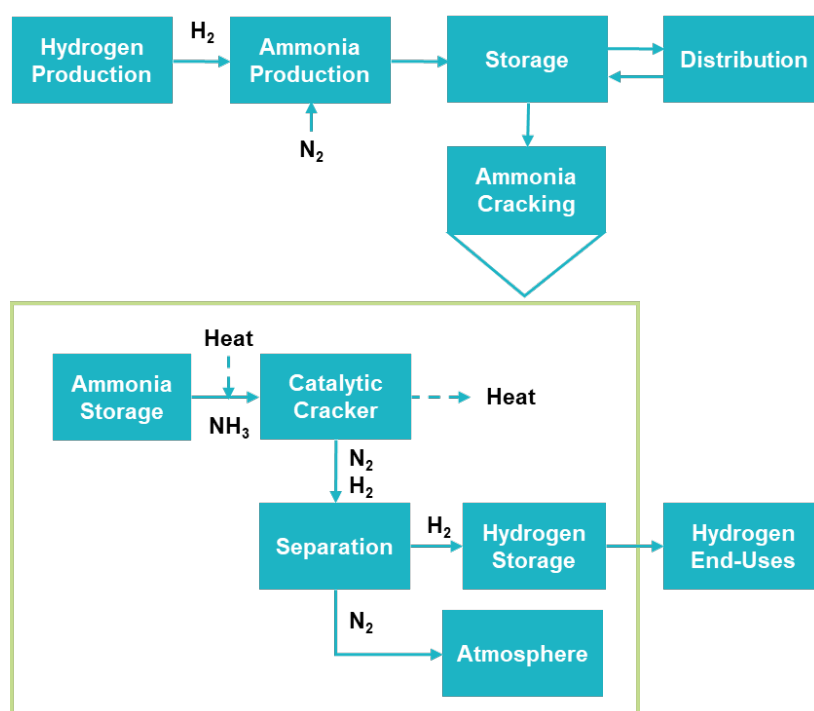 Hydrogen
Production
H₂
Ammonia
Production
N₂
Storage
Distribution
Ammonia
Cracking
Ammonia
Storage
Heat
NH₃
Catalytic
Cracker
Heat
N₂
H₂
Separation
H₂
Hydrogen
Storage
Hydrogen
End-Uses
N₂
Atmosphere